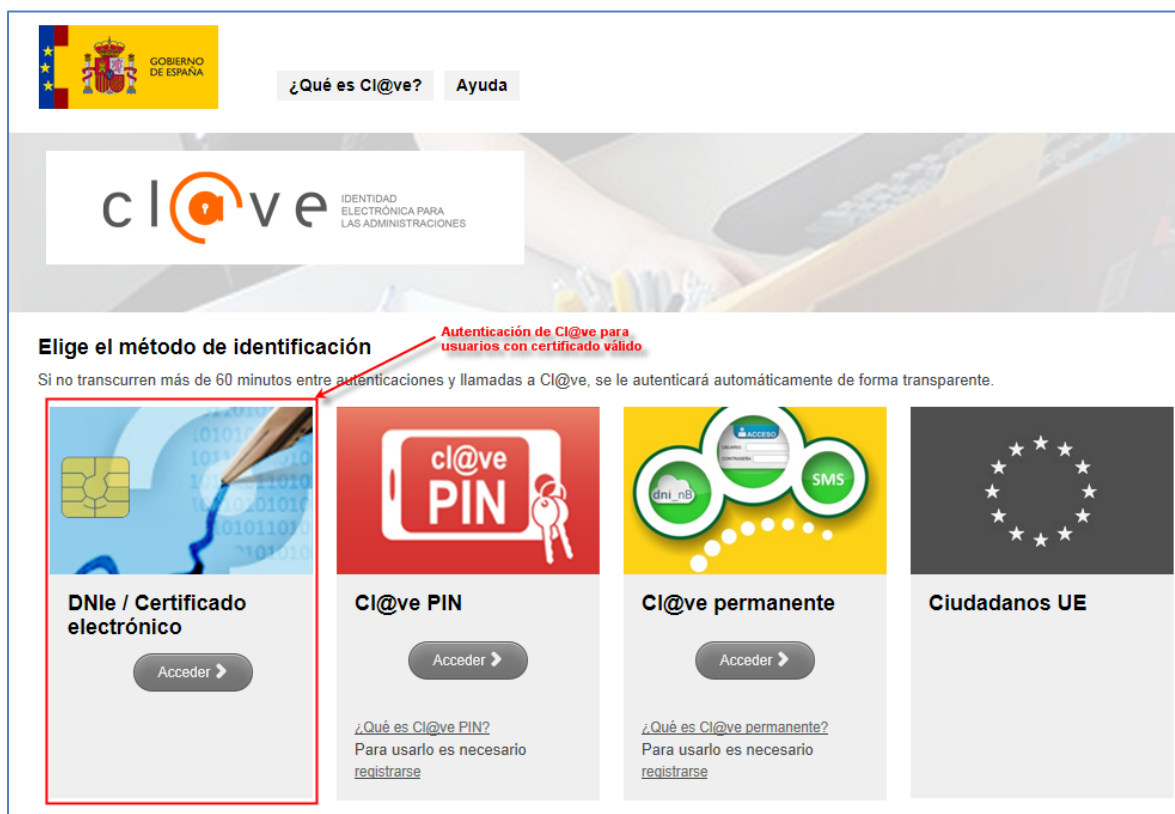 GOBIERNO
DE ESPAÑA
¿Qué es Cl@ve? Ayuda
cl@ve
IDENTIDAD
ELECTRÓNICA PARA
LAS ADMINISTRACIONES
Autenticación de Cl@ve para
usuarios con certificado válido
Elige el método de identificación
Si no transcurren más de 60 minutos entre autenticaciones y llamadas a Cl@ve, se le autenticará automáticamente de forma transparente.
cl@ve
PIN
ACCESO
USUARIO
CONTRASEÑA
dni_nB
SMS
DNIe / Certificado
electrónico
Acceder
Cl@ve PIN
Acceder
¿Qué es Cl@ve PIN?
Para usarlo es necesario
registrarse
Cl@ve permanente
Acceder
¿Qué es Cl@ve permanente?
Para usarlo es necesario
registrarse
Ciudadanos UE